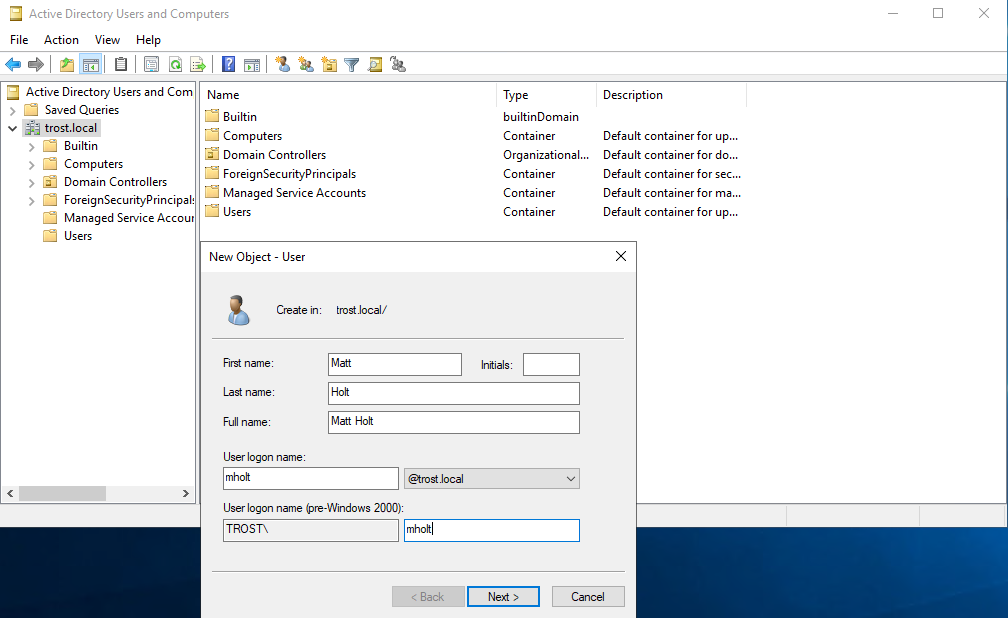 Active Directory Users and Computers
File Action View Help
Active Directory Users and Com
Saved Queries
trost.local
Builtin
Computers
Domain Controllers
ForeignSecurityPrincipals
Managed Service Accour
Users
Name Type Description
Builtin builtinDomain
Computers Container Default container for up...
Domain Controllers Organizational... Default container for do...
ForeignSecurityPrincipals Container Default container for sec...
Managed Service Accounts Container Default container for ma...
Users Container Default container for up...
New Object - User
Create in: trost.local/
First name: Matt Initials:
Last name: Holt
Full name: Matt Holt
User logon name:
mholt @trost.local
User logon name (pre-Windows 2000):
TROST\ mholt
< Back Next > Cancel